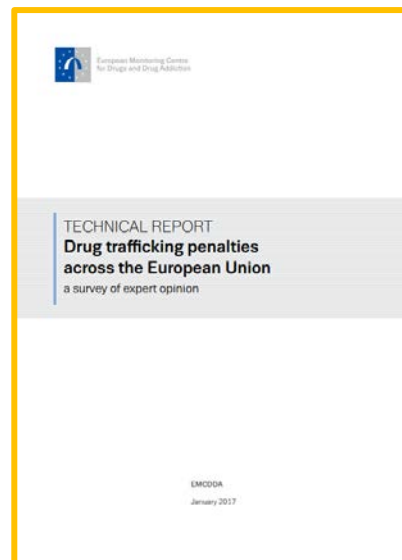 European Monitoring Centre
for Drugs and Drug Addiction
TECHNICAL REPORT
Drug trafficking penalties
across the European Union
a survey of expert opinion
EMCDDA
January 2017